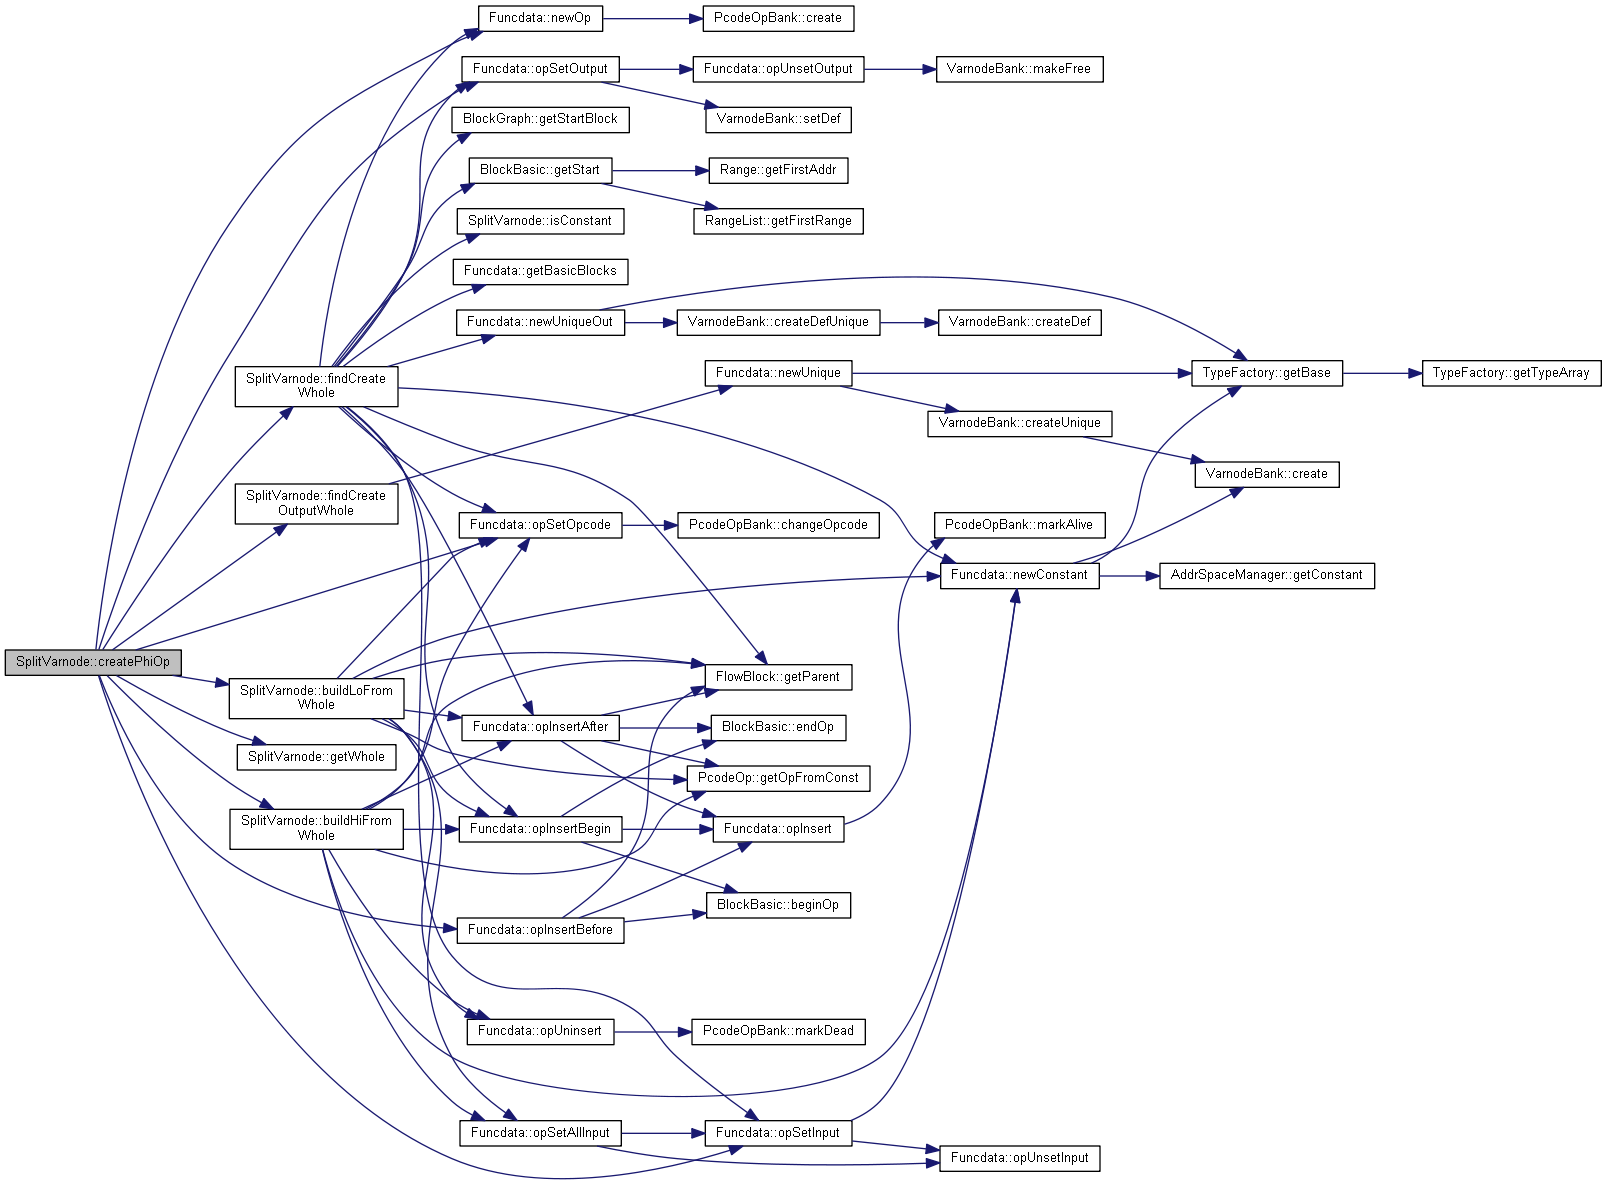 Funcdata::newOp
PcodeOpBank::create
Funcdata::opSetOutput
Funcdata::opUnsetOutput
VarnodeBank::makeFree
BlockGraph::getStartBlock
VarnodeBank::setDef
BlockBasic::getStart
Range::getFirstAddr
SplitVarnode::isConstant
RangeList::getFirstRange
Funcdata::getBasicBlocks
Funcdata::newUniqueOut
VarnodeBank::createDefUnique
VarnodeBank::createDef
SplitVarnode::findCreate
Whole
Funcdata::newUnique
TypeFactory::getBase
TypeFactory::getTypeArray
VarnodeBank::createUnique
VarnodeBank::create
SplitVarnode::findCreate
OutputWhole
Funcdata::opSetOpcode
PcodeOpBank::changeOpcode
PcodeOpBank::markAlive
Funcdata::newConstant
AddrSpaceManager::getConstant
SplitVarnode::createPhiOp
SplitVarnode::buildLoFrom
Whole
FlowBlock::getParent
Funcdata::opInsertAfter
BlockBasic::endOp
SplitVarnode::getWhole
PcodeOp::getOpFromConst
SplitVarnode::buildHiFrom
Whole
Funcdata::opInsertBegin
Funcdata::opInsert
BlockBasic::beginOp
Funcdata::opInsertBefore
Funcdata::opUninsert
PcodeOpBank::markDead
Funcdata::opSetAllInput
Funcdata::opSetInput
Funcdata::opUnsetInput